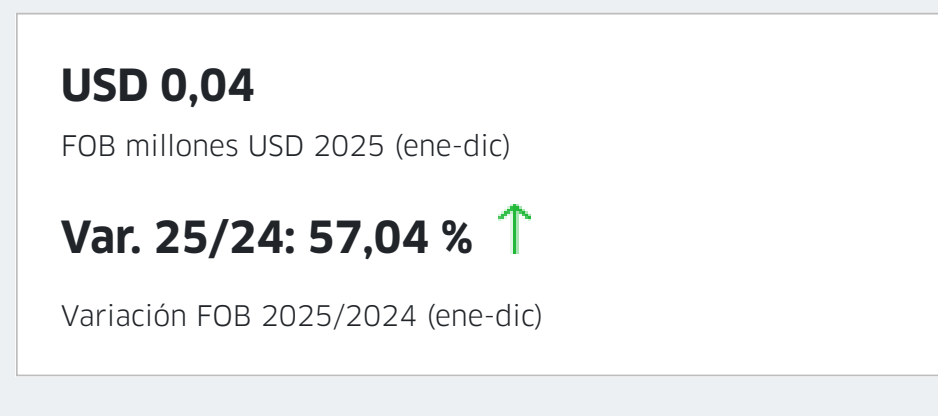 USD 0,04
FOB millones USD 2025 (ene-dic)
Var. 25/24: 57,04 %
Variación FOB 2025/2024 (ene-dic)